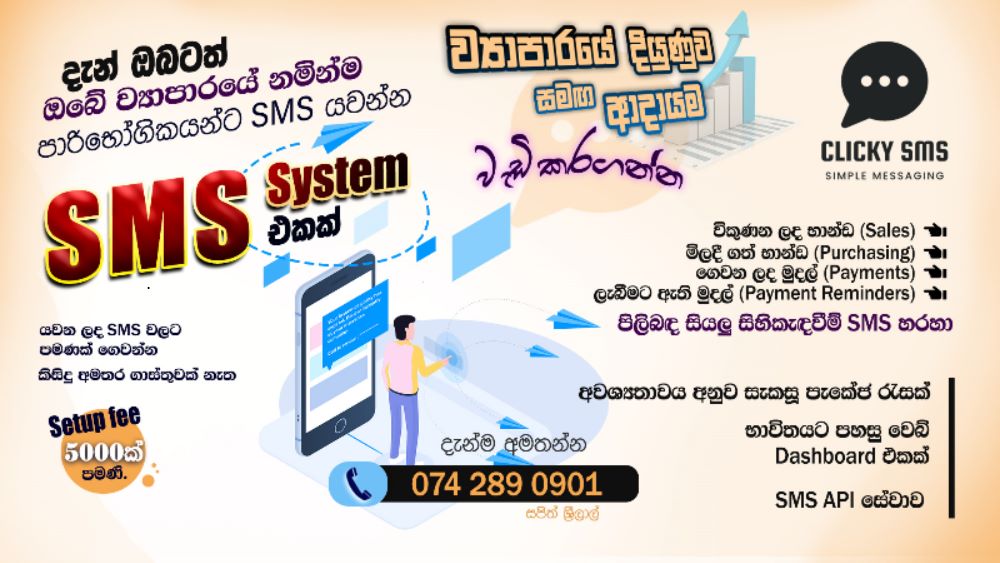 දැන් ඔබටත්
ඔබේ ව්‍යාපාරයේ නමින්ම
පාරිභෝගිකයන්ට SMS යවන්න
SMS System
එකක්
ව්‍යාපාරයේ දියුණුව
සමඟ ආදායම
වැඩිකරගන්න
CLICKY SMS
SIMPLE MESSAGING
විකුණන ලද භාන්ඩ (Sales)
මිලදී ගත් භාන්ඩ (Purchasing)
ගෙවන ලද මුදල් (Payments)
ලැබීමට ඇති මුදල් (Payment Reminders)
පිලිබඳ සියලු සිහිකැඳවීම් SMS හරහා
යවන ලද SMS වලට
පමණක් ගෙවන්න
කිසිදු අමතර ගාස්තුවක් නැත
Setup fee
5000ක්
පමණි.
අවශ්‍යතාවය අනුව සැකසූ පැකේජ රැසක්
භාවිතයට පහසු වෙබ්
Dashboard එකක්
SMS API සේවාව
දැන්ම අමතන්න
074 289 0901
සජිත් ශ්‍රීලාල්